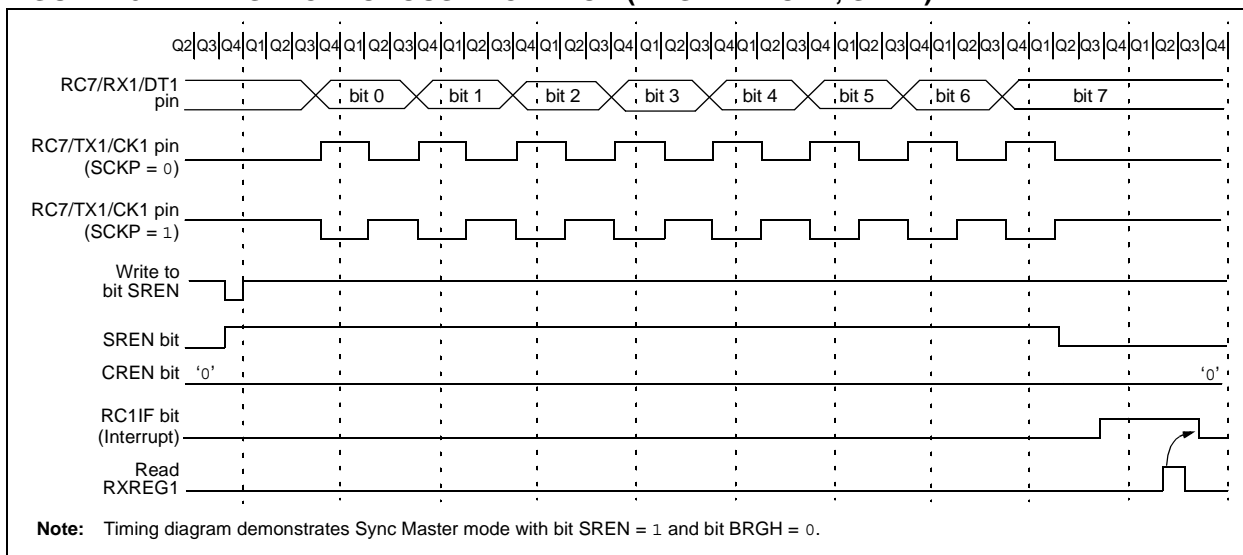 Q2 Q3 Q4 Q1 Q2 Q3 Q4 Q1 Q2 Q3 Q4 Q1 Q2 Q3 Q4 Q1 Q2 Q3 Q4 Q1 Q2 Q3 Q4 Q1 Q2 Q3 Q4 Q1 Q2 Q3 Q4 Q1 Q2 Q3 Q4 Q1 Q2 Q3 Q4 Q1 Q2 Q3 Q4
RC7/RX1/DT1
pin
bit 0 bit 1 bit 2 bit 3 bit 4 bit 5 bit 6 bit 7
RC7/TX1/CK1 pin
(SCKP = 0)
RC7/TX1/CK1 pin
(SCKP = 1)
Write to
bit SREN
SREN bit
CREN bit '0' '0'
RC1IF bit
(Interrupt)
Read
RXREG1
Note: Timing diagram demonstrates Sync Master mode with bit SREN = 1 and bit BRGH = 0.